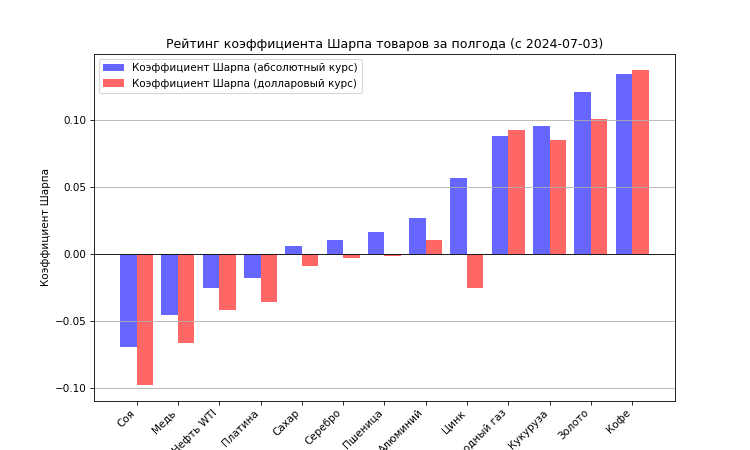 Рейтинг коэффициента Шарпа товаров за полгода (с 2024-07-03)
Коэффициент Шарпа (абсолютный курс)
Коэффициент Шарпа (долларовый курс)
Коэффициент Шарпа
0.10
0.05
0.00
−0.05
−0.10
Соя
Медь
Нефть WTI
Платина
Сахар
Серебро
Пшеница
Алюминий
Цинк
одный газ
Кукуруза
Золото
Кофе